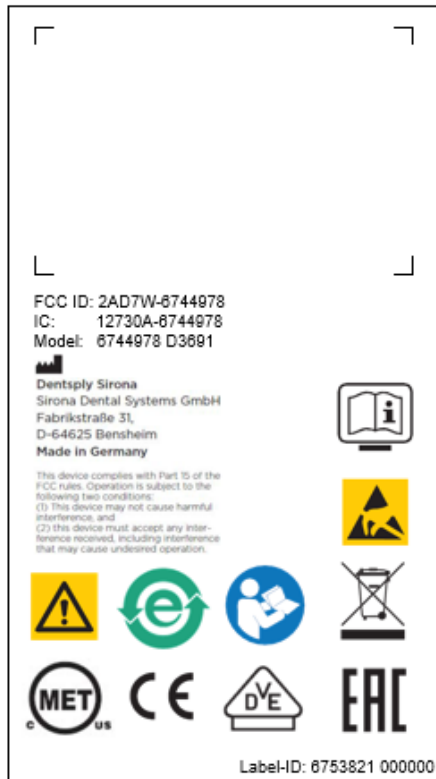 FCC ID: 2AD7W-6744978
IC: 12730A-6744978
Model: 6744978 D3691
Dentsply Sirona
Sirona Dental Systems GmbH
Fabrikstraße 31,
D-64625 Bensheim
Made in Germany
This device complies with Part 15 of the
FCC rules. Operation is subject to the
following two conditions:
(1) This device may not cause harmful
interference, and
(2) this device must accept any inter-
ference received, including interference
that may cause undesired operation.
i
e
c MET us
CE
DVE
EAC
Label-ID: 6753821 000000